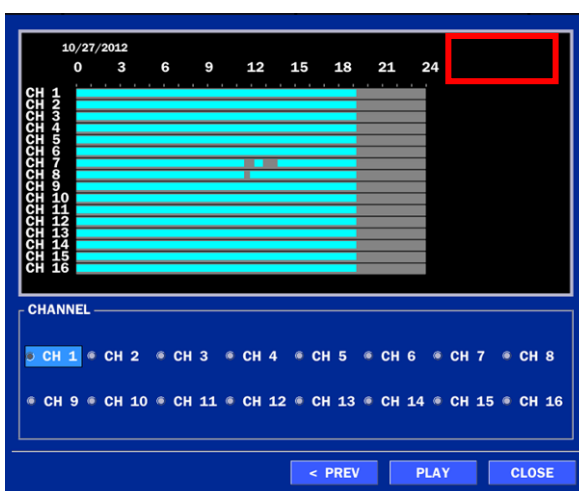 10/27/2012
0 3 6 9 12 15 18 21 24
CH 1
CH 2
CH 3
CH 4
CH 5
CH 6
CH 7
CH 8
CH 9
CH 10
CH 11
CH 12
CH 13
CH 14
CH 15
CH 16
CHANNEL
CH 1 CH 2 CH 3 CH 4 CH 5 CH 6 CH 7 CH 8
CH 9 CH 10 CH 11 CH 12 CH 13 CH 14 CH 15 CH 16
< PREV PLAY CLOSE